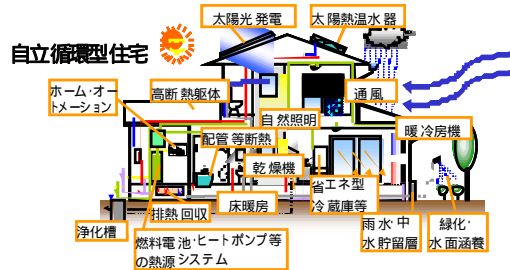 自立循環型住宅
太陽光発電
太陽熱温水器
ホーム・オー
トメーション
高断熱躯体
通風
自然照明
配管等断熱
暖冷房機
乾燥機
省エネ型
冷蔵庫等
床暖房
排熱回収
浄化槽
燃料電池・ヒートポンプ等
の熱源システム
雨水中
水貯留層
緑化・
水面涵養